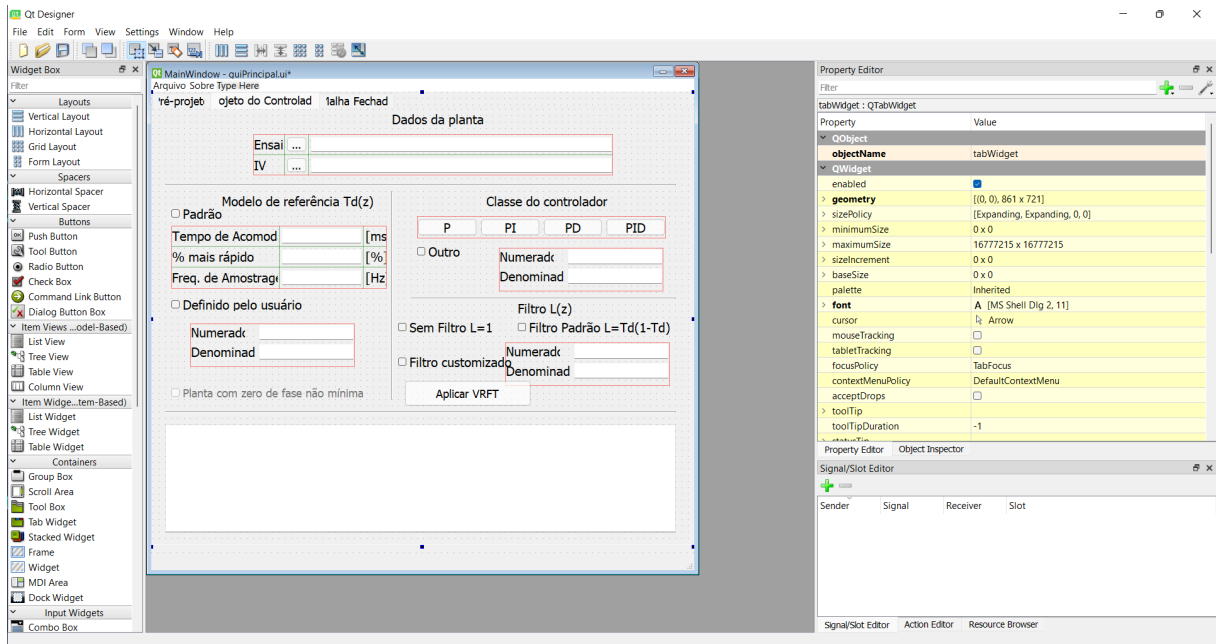 Qt Designer
File Edit Form View Settings Window Help
Widget Box
Filter
Layouts
Vertical Layout
Horizontal Layout
Grid Layout
Form Layout
Spacers
Horizontal Spacer
Vertical Spacer
Buttons
Push Button
Tool Button
Radio Button
Check Box
Command Link Button
Dialog Button Box
Item Views ...odel-Based)
List View
Tree View
Table View
Column View
Item Widge...tem-Based)
List Widget
Tree Widget
Table Widget
Containers
Group Box
Scroll Area
Tool Box
Tab Widget
Stacked Widget
Frame
Widget
MDI Area
Dock Widget
Input Widgets
Combo Box
MainWindow - guiPrincipal.ui*
Arquivo Sobre Type Here
ré-projeto ojeto do Controlad Malha Fechad
Dados da planta
Ensai ...
IV ...
Modelo de referência Td(z)
Padrão
Tempo de Acomod [ms
% mais rápido [%]
Freq. de Amostrage [Hz
Definido pelo usuário
Numerado
Denominad
Planta com zero de fase não mínima
Classe do controlador
P PI PD PID
Outro
Numerado
Denominad
Filtro L(z)
Sem Filtro L=1 Filtro Padrão L=Td(1-Td)
Filtro customizado
Numerado
Denominad
Aplicar VRFT
Property Editor
Filter
tabWidget : QTabWidget
Property Value
QObject
objectName tabWidget
QWidget
enabled
geometry [(0, 0), 861 x 721]
sizePolicy [Expanding, Expanding, 0, 0]
minimumSize 0 x 0
maximumSize 16777215 x 16777215
sizeIncrement 0 x 0
baseSize 0 x 0
palette Inherited
font A [MS Shell Dlg 2, 11]
cursor Arrow
mouseTracking
tabletTracking
focusPolicy TabFocus
contextMenuPolicy DefaultContextMenu
acceptDrops
toolTip
toolTipDuration -1
statusTip
Property Editor Object Inspector
Signal/Slot Editor
Sender Signal Receiver Slot
Signal/Slot Editor Action Editor Resource Browser